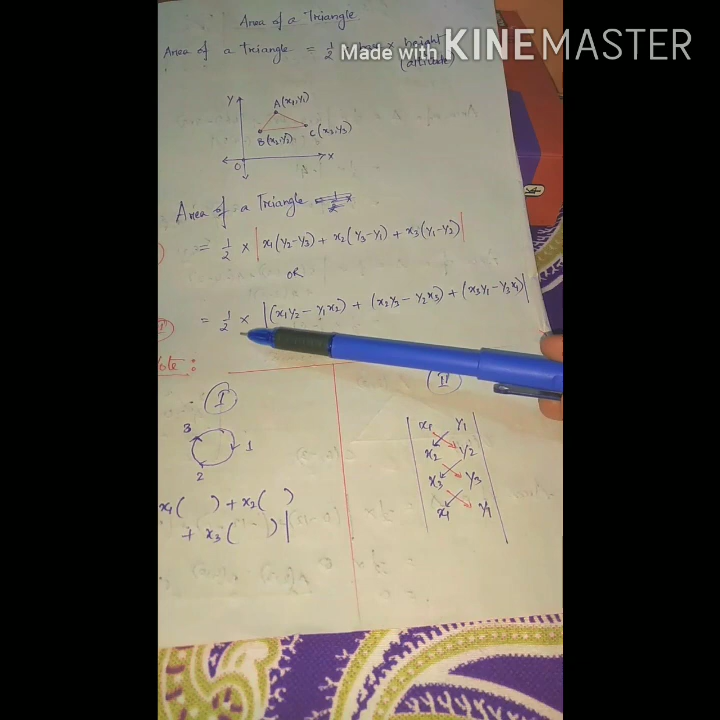 Area of a Triangle
Made with KINEMASTER
Area of a Triangle = 1/2 × height
(altitude)
Y
A(x1,y1)
B(x2,y2)
C(x3,y3)
O
X
Area of a Triangle
= 1/2 × |x1(y2-y3) + x2(y3-y1) + x3(y1-y2)|
OR
= 1/2 × |(x1y2 - y1x2) + (x2y3 - y2x3) + (x3y1 - y3x1)|
II
Note:
I
3
1
2
x1( ) + x2( )
+ x3( )|
II
x1 y1
x2 y2
x3 y3
x1 y1